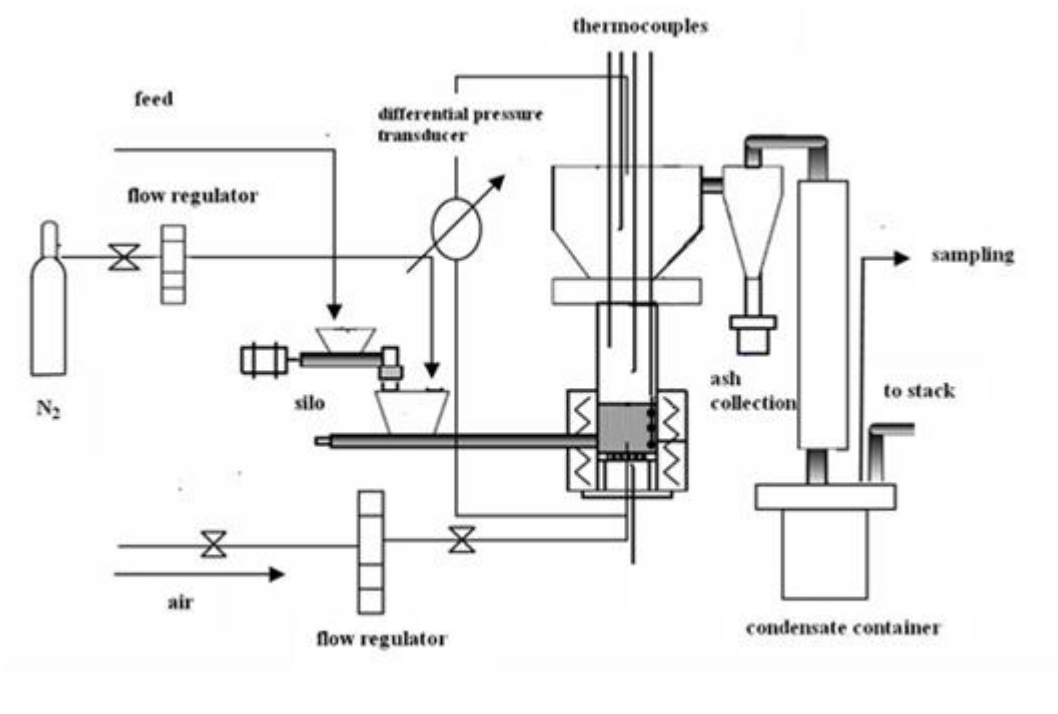 thermocouples
feed
differential pressure
transducer
flow regulator
sampling
N₂
silo
ash
collection
to stack
air
flow regulator
condensate container